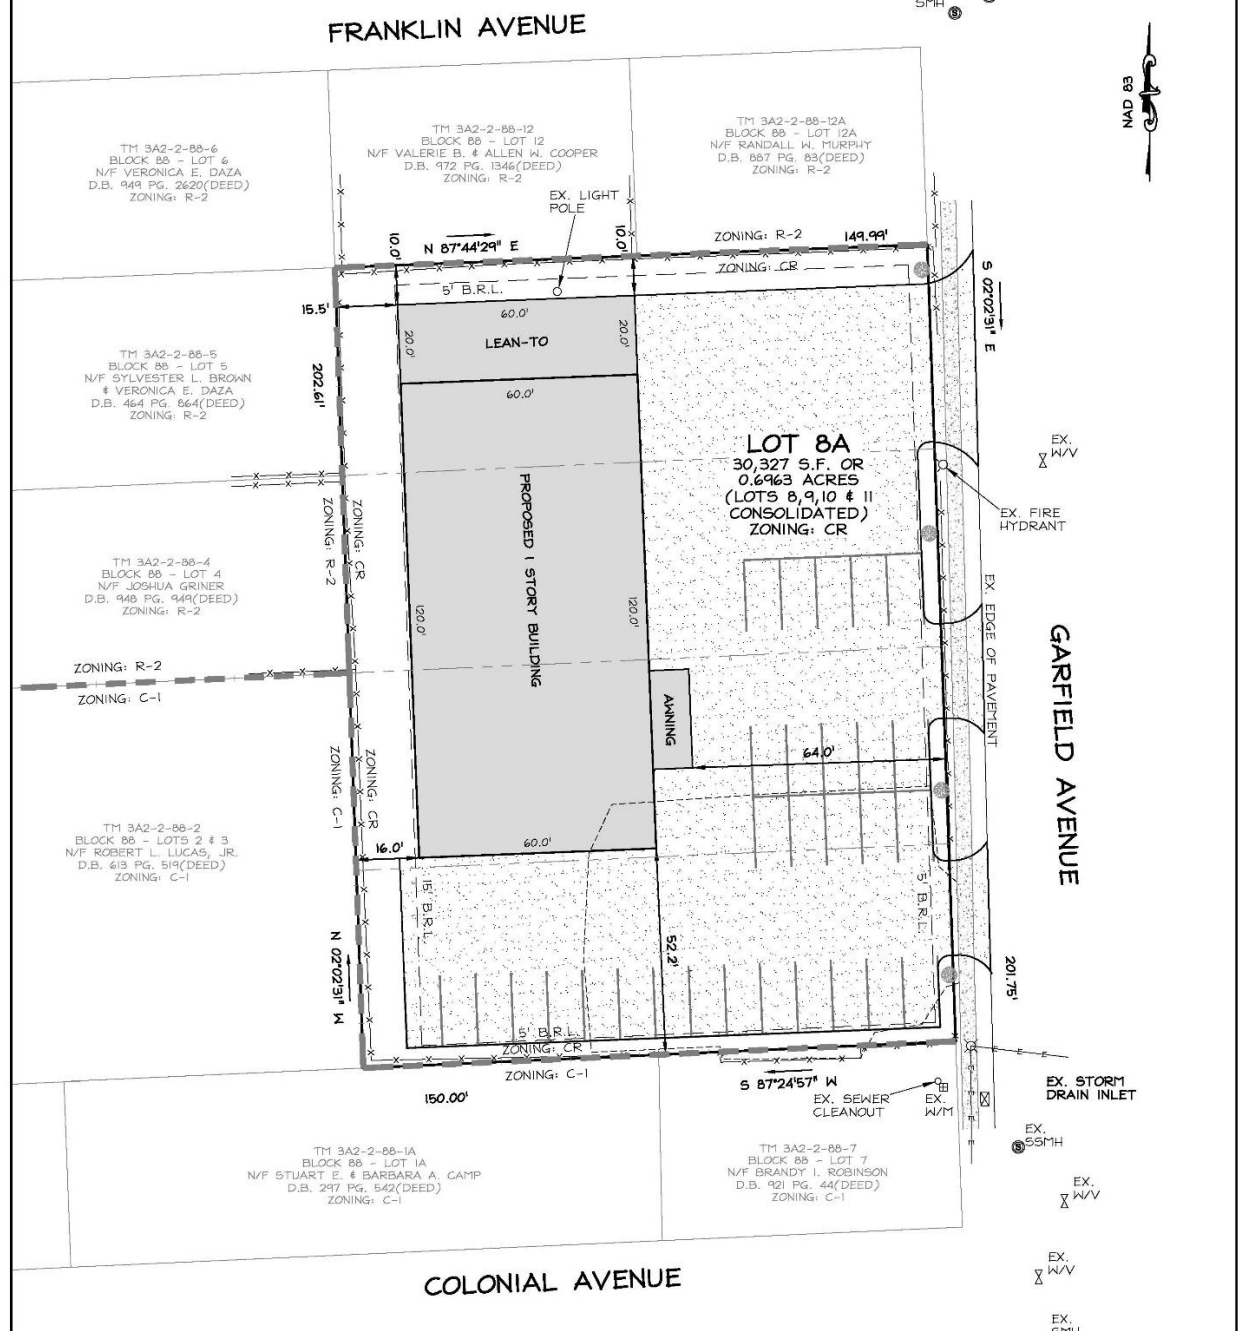 FRANKLIN AVENUE
SMH
NAD 83
TM 3A2-2-88-6
BLOCK 88 - LOT 6
N/F VERONICA E. DAZA
D.B. 949 PG. 2620(DEED)
ZONING: R-2
TM 3A2-2-88-12
BLOCK 88 - LOT 12
N/F VALERIE B. & ALLEN W. COOPER
D.B. 972 PG. 1346(DEED)
ZONING: R-2
TM 3A2-2-88-12A
BLOCK 88 - LOT 12A
N/F RANDALL W. MURPHY
D.B. 887 PG. 83(DEED)
ZONING: R-2
EX. LIGHT
POLE
10.0'
N 87°44'29" E
10.0'
ZONING: R-2
149.99'
ZONING: CR
5' B.R.L.
S 02°02'31" E
15.5'
60.0'
20.0'
LEAN-TO
20.0'
60.0'
TM 3A2-2-88-5
BLOCK 88 - LOT 5
N/F SYLVESTER L. BROWN
& VERONICA E. DAZA
D.B. 464 PG. 864(DEED)
ZONING: R-2
202.61'
LOT 8A
30,327 S.F. OR
0.6963 ACRES
(LOTS 8,9,10 & 11
CONSOLIDATED)
ZONING: CR
EX.
W/V
EX. FIRE
HYDRANT
ZONING: R-2
ZONING: CR
PROPOSED 1 STORY BUILDING
120.0'
120.0'
TM 3A2-2-88-4
BLOCK 88 - LOT 4
N/F JOSHUA GRINER
D.B. 948 PG. 949(DEED)
ZONING: R-2
EX. EDGE OF PAVEMENT
GARFIELD AVENUE
ZONING: R-2
ZONING: C-1
AWNING
64.0'
ZONING: C-1
ZONING: CR
TM 3A2-2-88-2
BLOCK 88 - LOTS 2 & 3
N/F ROBERT L. LUCAS, JR.
D.B. 613 PG. 519(DEED)
ZONING: C-1
16.0'
60.0'
15' B.R.L.
5' B.R.L.
52.2'
N 02°02'31" W
201.75'
5' B.R.L.
ZONING: CR
ZONING: C-1
150.00'
S 87°24'57" W
EX. SEWER
CLEANOUT
EX.
W/M
EX. STORM
DRAIN INLET
EX.
SSMH
TM 3A2-2-88-1A
BLOCK 88 - LOT 1A
N/F STUART E. & BARBARA A. CAMP
D.B. 297 PG. 542(DEED)
ZONING: C-1
TM 3A2-2-88-7
BLOCK 88 - LOT 7
N/F BRANDY I. ROBINSON
D.B. 921 PG. 44(DEED)
ZONING: C-1
EX.
W/V
EX.
W/V
COLONIAL AVENUE
EX.